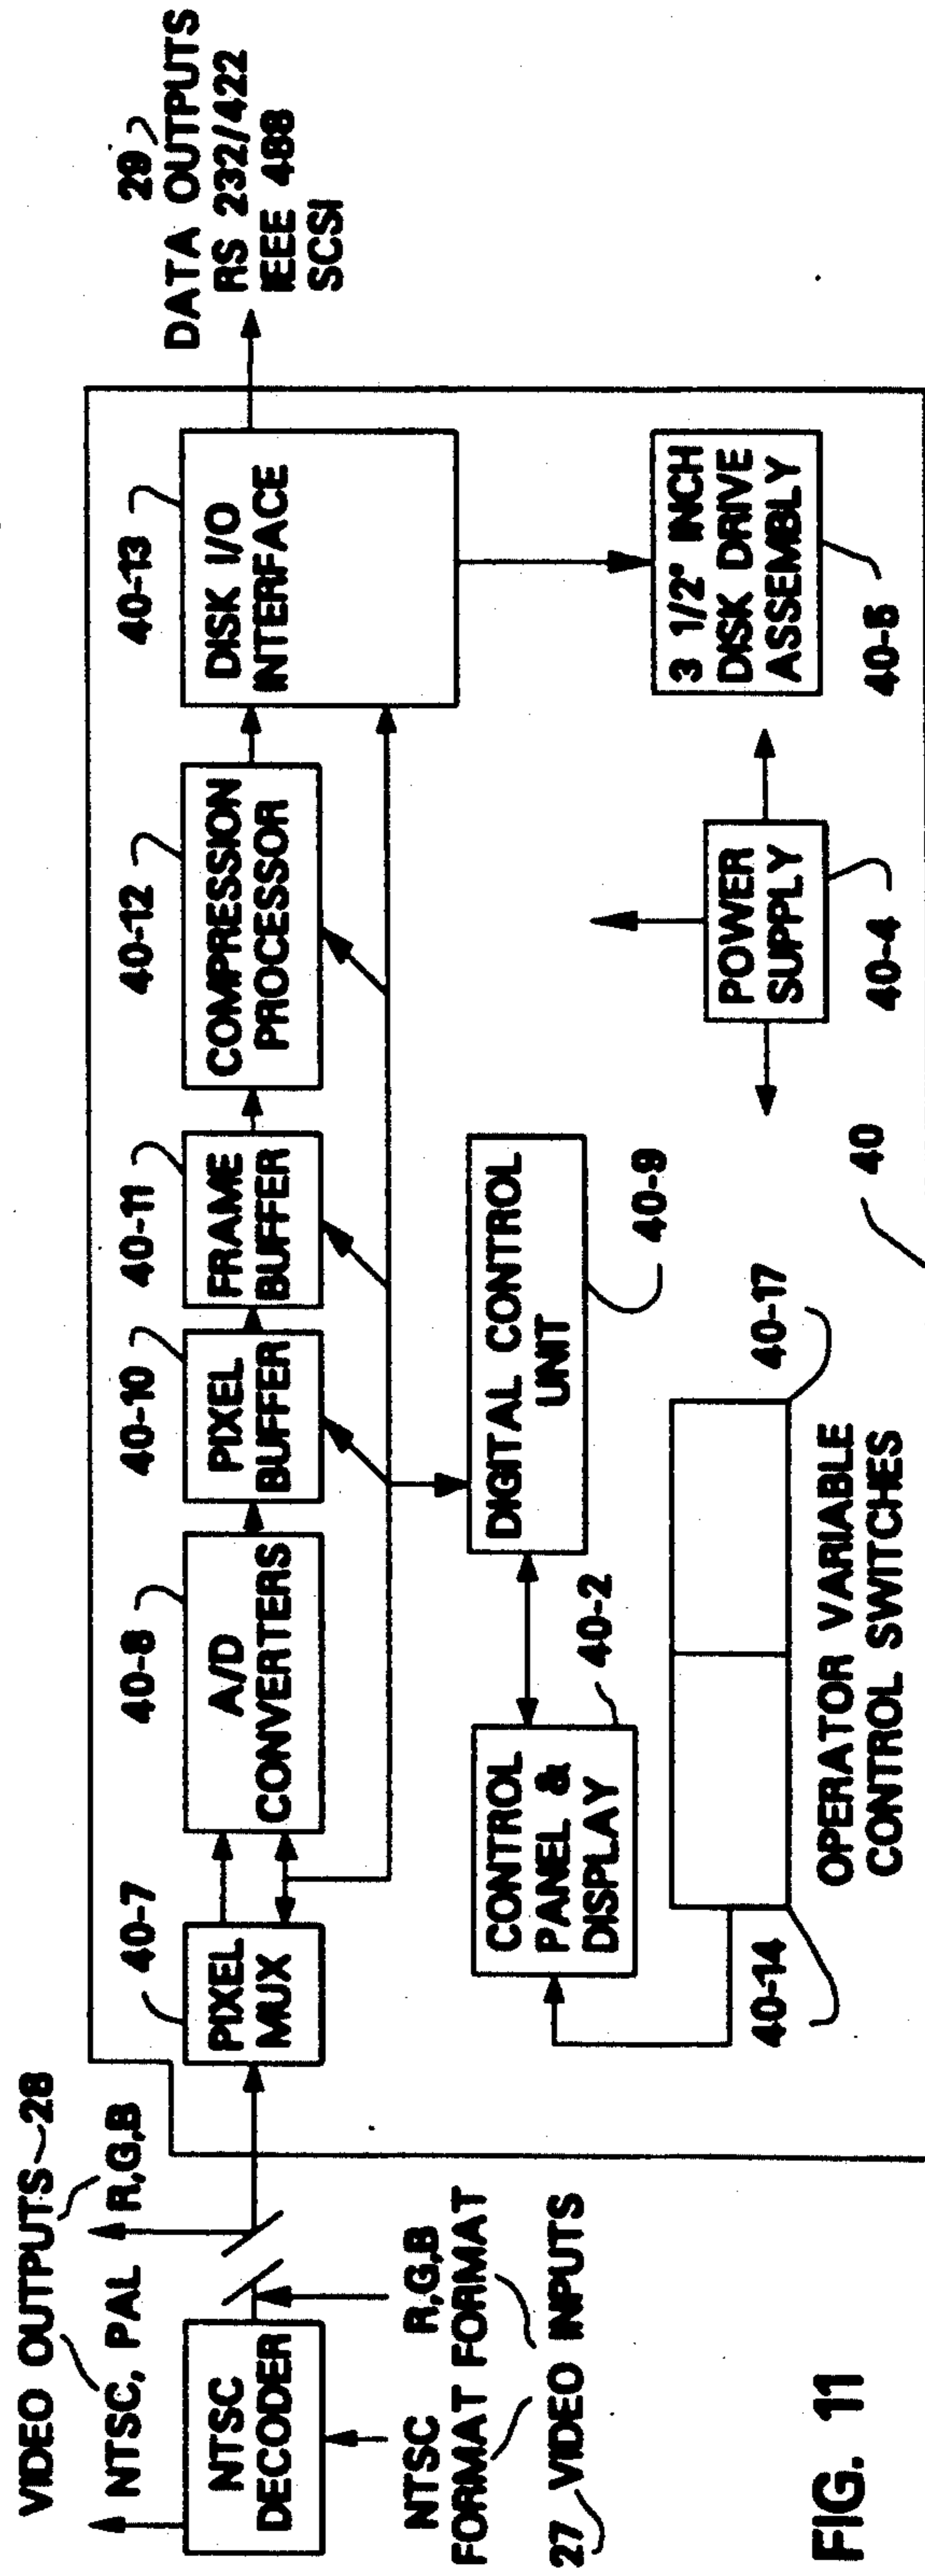 VIDEO OUTPUTS 28
NTSC, PAL R,G,B
NTSC
DECODER
NTSC R,G,B
FORMAT FORMAT
27 VIDEO INPUTS
40-7
PIXEL
MUX
40-8
A/D
CONVERTERS
40-10
PIXEL
BUFFER
40-11
FRAME
BUFFER
40-12
COMPRESSION
PROCESSOR
40-13
DISK I/O
INTERFACE
29
DATA OUTPUTS
RS 232/422
IEEE 488
SCSI
CONTROL
PANEL &
DISPLAY
40-2
DIGITAL CONTROL
UNIT
40-9
3 1/2" INCH
DISK DRIVE
ASSEMBLY
40-5
POWER
SUPPLY
40-4
40-14
40-17
OPERATOR VARIABLE
CONTROL SWITCHES
40
FIG. 11